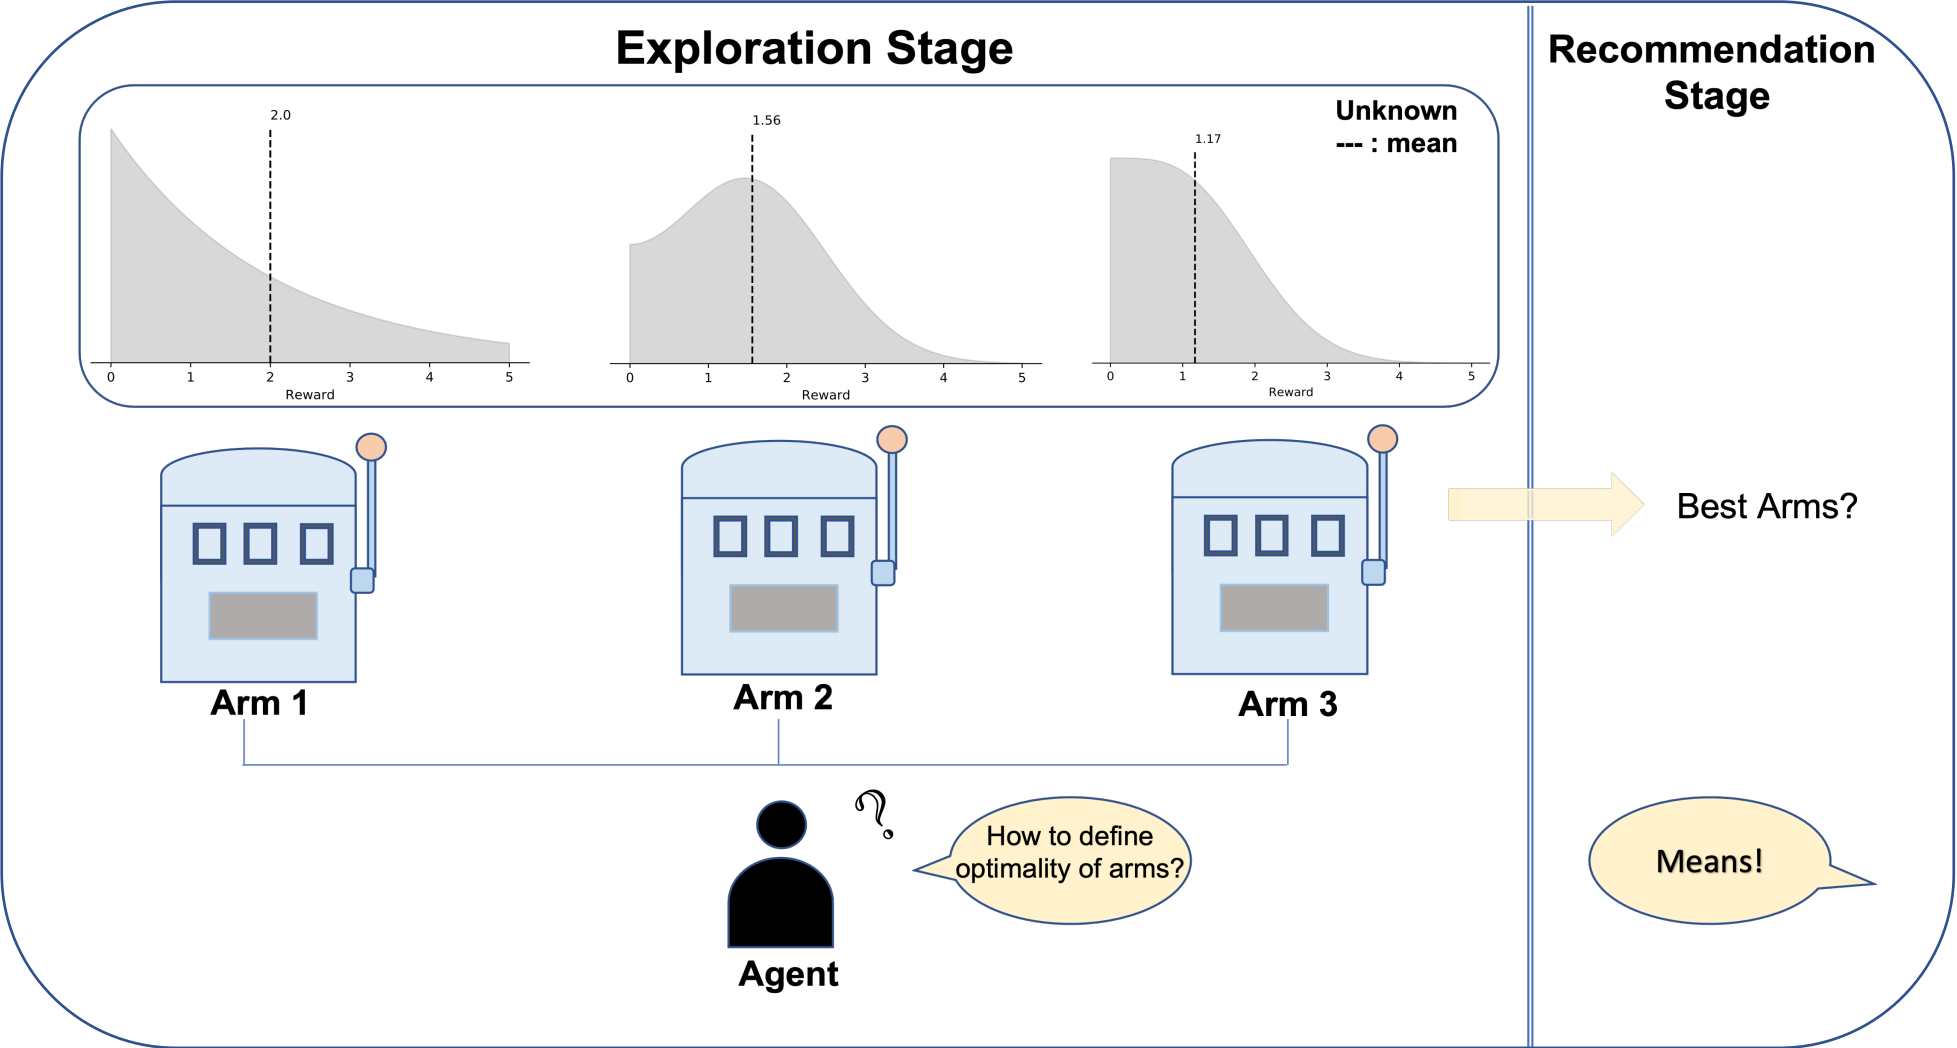 Exploration Stage
Recommendation
Stage
Unknown
--- : mean
2.0
0 1 2 3 4 5
Reward
1.56
0 1 2 3 4 5
Reward
1.17
0 1 2 3 4 5
Reward
Arm 1
Arm 2
Arm 3
Best Arms?
?
How to define
optimality of arms?
Agent
Means!